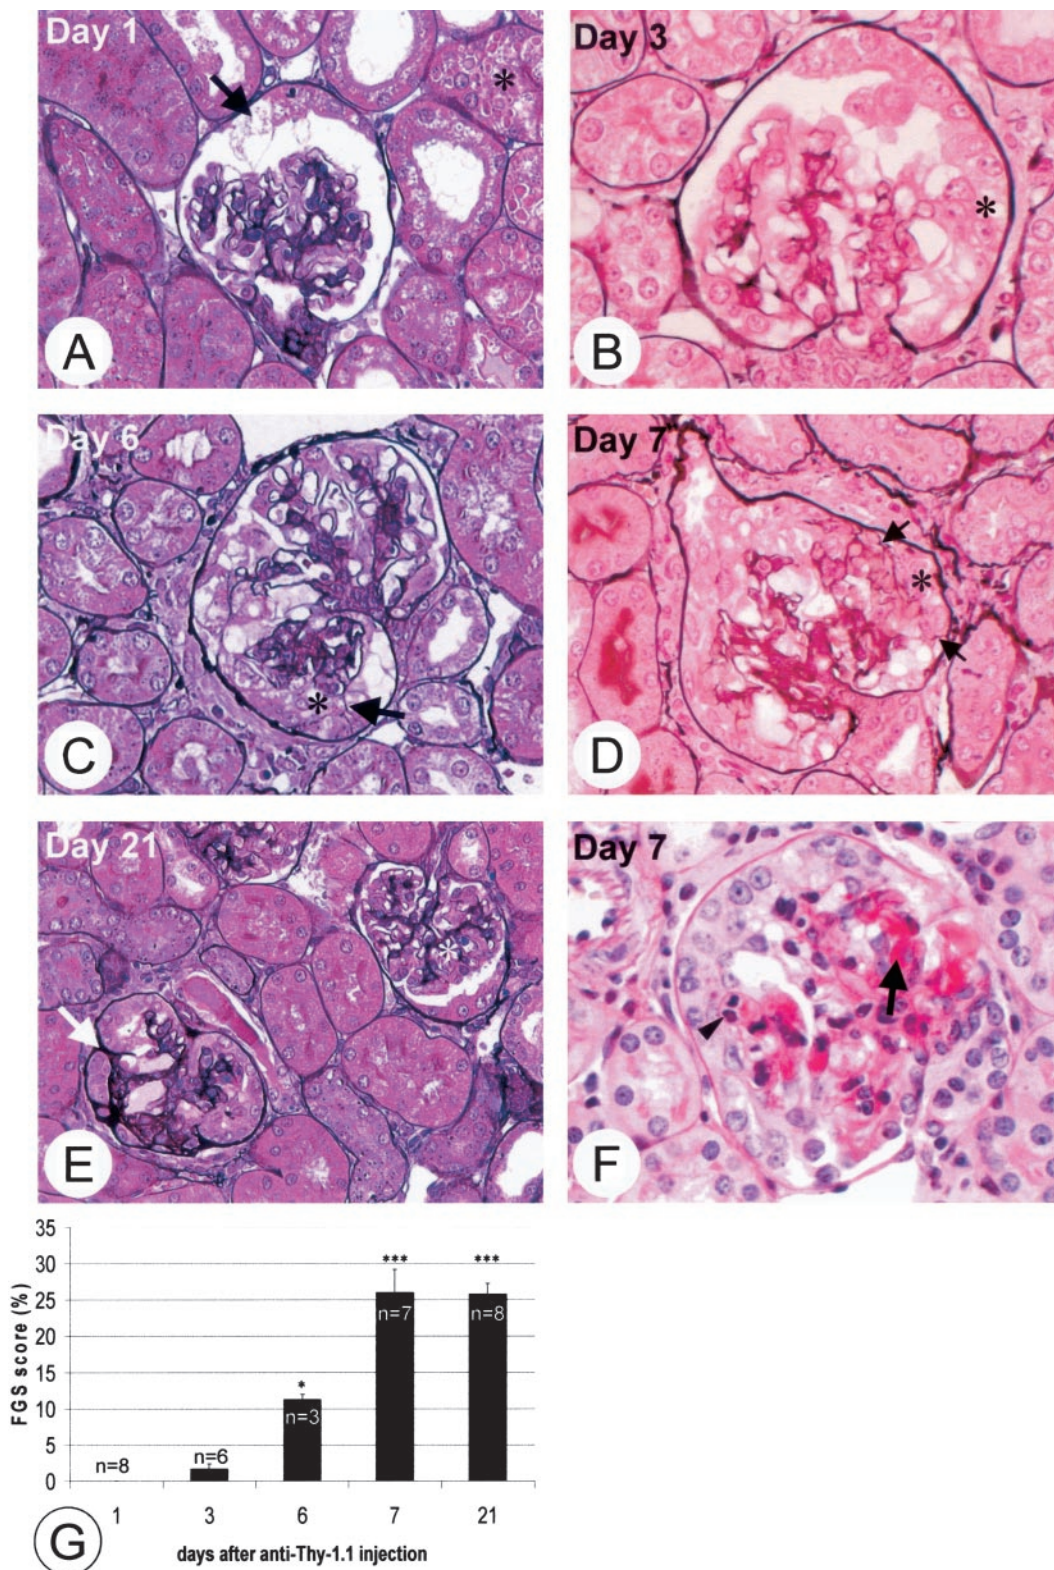 Day 1
*
A
Day 3
*
B
Day 6
*
C
Day 7
*
D
Day 21
*
E
Day 7
F
35
30
25
20
15
10
5
0
FGS score (%)
n=8
n=6
*
n=3
***
n=7
***
n=8
1 3 6 7 21
days after anti-Thy-1.1 injection
G